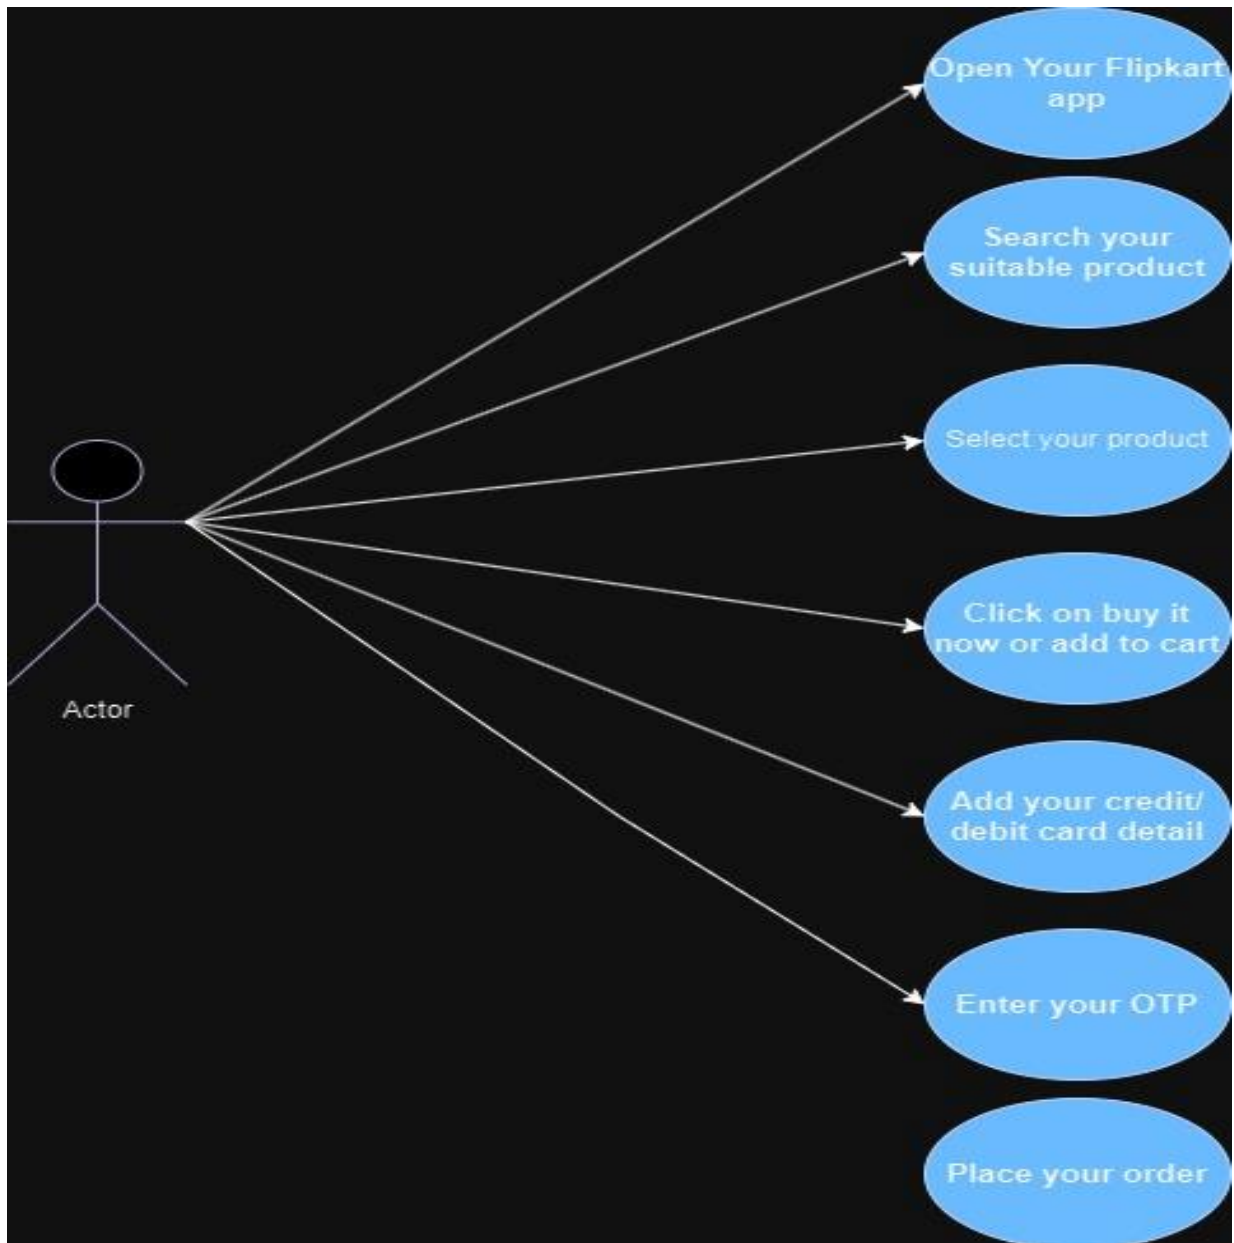 Open Your Flipkart
app
Search your
suitable product
Select your product
Click on buy it
now or add to cart
Actor
Add your credit/
debit card detail
Enter your OTP
Place your order